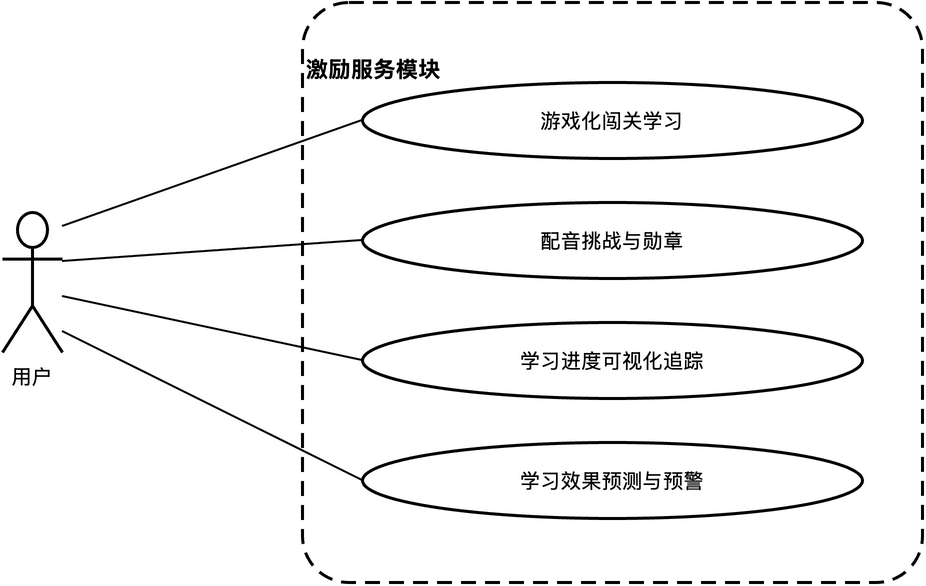 激励服务模块
游戏化闯关学习
配音挑战与勋章
学习进度可视化追踪
学习效果预测与预警
用户